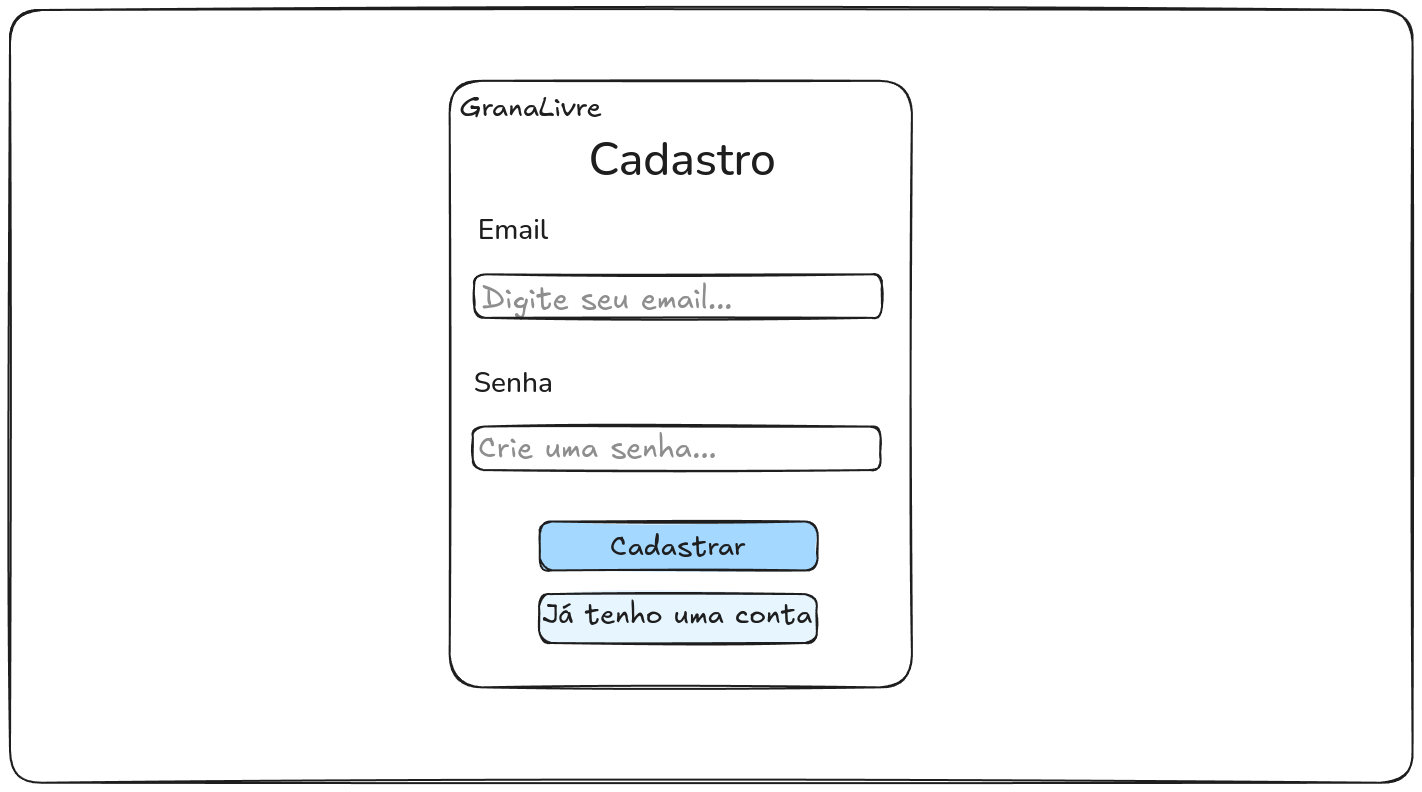 GranaLivre
Cadastro
Email
Digite seu email...
Senha
Crie uma senha...
Cadastrar
Já tenho uma conta